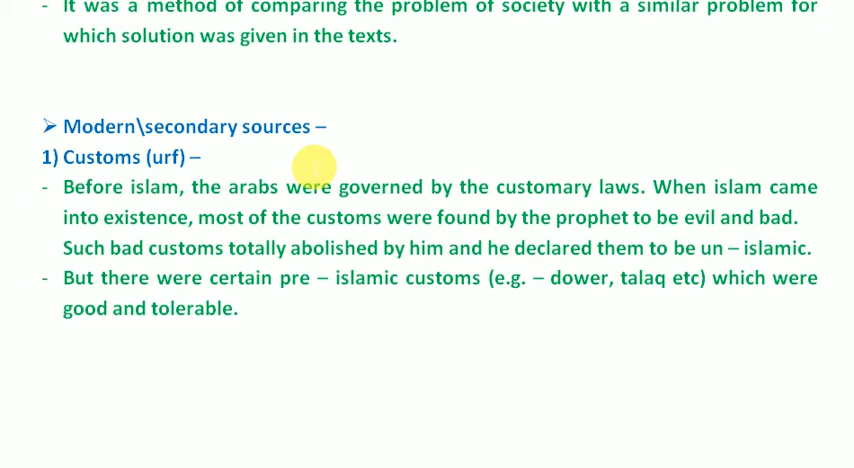 - It was a method of comparing the problem of society with a similar problem for
which solution was given in the texts.
➢ Modern\secondary sources –
1) Customs (urf) –
- Before islam, the arabs were governed by the customary laws. When islam came
into existence, most of the customs were found by the prophet to be evil and bad.
Such bad customs totally abolished by him and he declared them to be un – islamic.
- But there were certain pre – islamic customs (e.g. – dower, talaq etc) which were
good and tolerable.